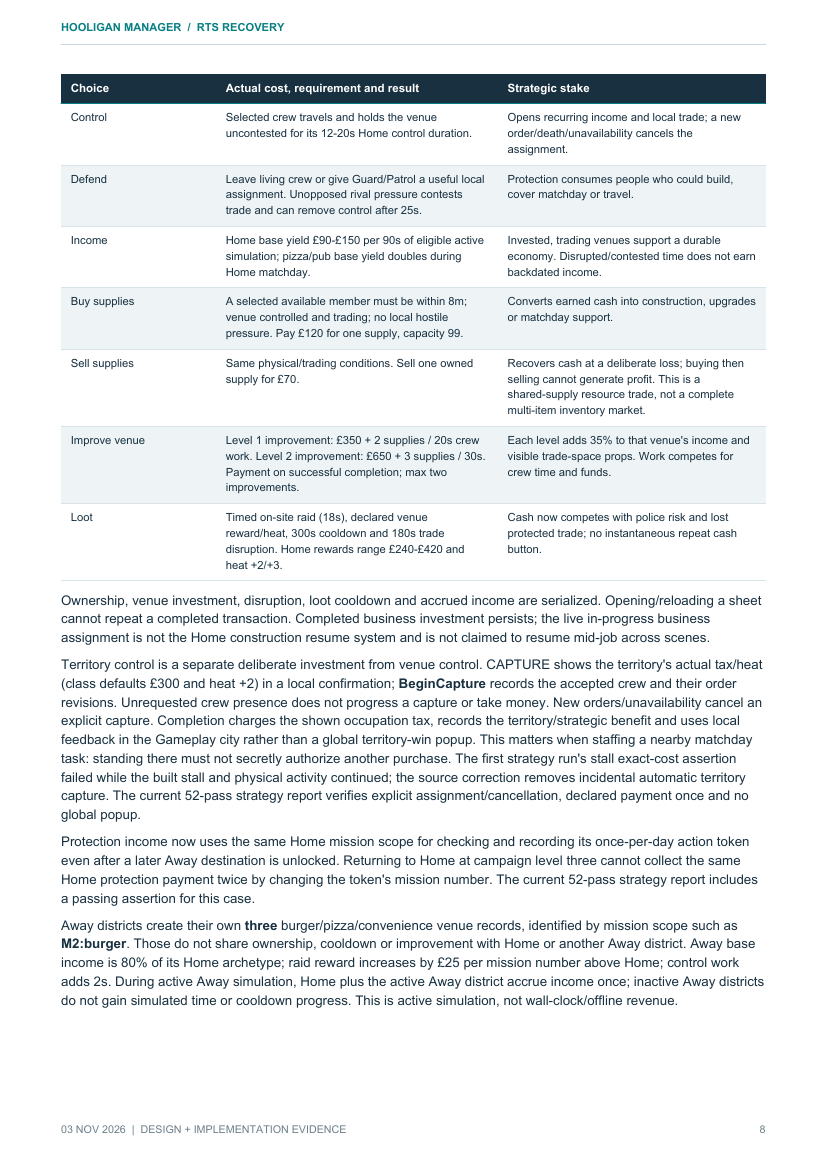 HOOLIGAN MANAGER / RTS RECOVERY
Choice
Actual cost, requirement and result
Strategic stake
Control
Selected crew travels and holds the venue
uncontested for its 12-20s Home control duration.
Opens recurring income and local trade; a new
order/death/unavailability cancels the
assignment.
Defend
Leave living crew or give Guard/Patrol a useful local
assignment. Unopposed rival pressure contests
trade and can remove control after 25s.
Protection consumes people who could build,
cover matchday or travel.
Income
Home base yield £90-£150 per 90s of eligible active
simulation; pizza/pub base yield doubles during
Home matchday.
Invested, trading venues support a durable
economy. Disrupted/contested time does not earn
backdated income.
Buy supplies
A selected available member must be within 8m;
venue controlled and trading; no local hostile
pressure. Pay £120 for one supply, capacity 99.
Converts earned cash into construction, upgrades
or matchday support.
Sell supplies
Same physical/trading conditions. Sell one owned
supply for £70.
Recovers cash at a deliberate loss; buying then
selling cannot generate profit. This is a
shared-supply resource trade, not a complete
multi-item inventory market.
Improve venue
Level 1 improvement: £350 + 2 supplies / 20s crew
work. Level 2 improvement: £650 + 3 supplies / 30s.
Payment on successful completion; max two
improvements.
Each level adds 35% to that venue's income and
visible trade-space props. Work competes for
crew time and funds.
Loot
Timed on-site raid (18s), declared venue
reward/heat, 300s cooldown and 180s trade
disruption. Home rewards range £240-£420 and
heat +2/+3.
Cash now competes with police risk and lost
protected trade; no instantaneous repeat cash
button.
Ownership, venue investment, disruption, loot cooldown and accrued income are serialized. Opening/reloading a sheet
cannot repeat a completed transaction. Completed business investment persists; the live in-progress business
assignment is not the Home construction resume system and is not claimed to resume mid-job across scenes.
Territory control is a separate deliberate investment from venue control. CAPTURE shows the territory's actual tax/heat
(class defaults £300 and heat +2) in a local confirmation; BeginCapture records the accepted crew and their order
revisions. Unrequested crew presence does not progress a capture or take money. New orders/unavailability cancel an
explicit capture. Completion charges the shown occupation tax, records the territory/strategic benefit and uses local
feedback in the Gameplay city rather than a global territory-win popup. This matters when staffing a nearby matchday
task: standing there must not secretly authorize another purchase. The first strategy run's stall exact-cost assertion
failed while the built stall and physical activity continued; the source correction removes incidental automatic territory
capture. The current 52-pass strategy report verifies explicit assignment/cancellation, declared payment once and no
global popup.
Protection income now uses the same Home mission scope for checking and recording its once-per-day action token
even after a later Away destination is unlocked. Returning to Home at campaign level three cannot collect the same
Home protection payment twice by changing the token's mission number. The current 52-pass strategy report includes
a passing assertion for this case.
Away districts create their own three burger/pizza/convenience venue records, identified by mission scope such as
M2:burger. Those do not share ownership, cooldown or improvement with Home or another Away district. Away base
income is 80% of its Home archetype; raid reward increases by £25 per mission number above Home; control work
adds 2s. During active Away simulation, Home plus the active Away district accrue income once; inactive Away districts
do not gain simulated time or cooldown progress. This is active simulation, not wall-clock/offline revenue.
03 NOV 2026 | DESIGN + IMPLEMENTATION EVIDENCE
8